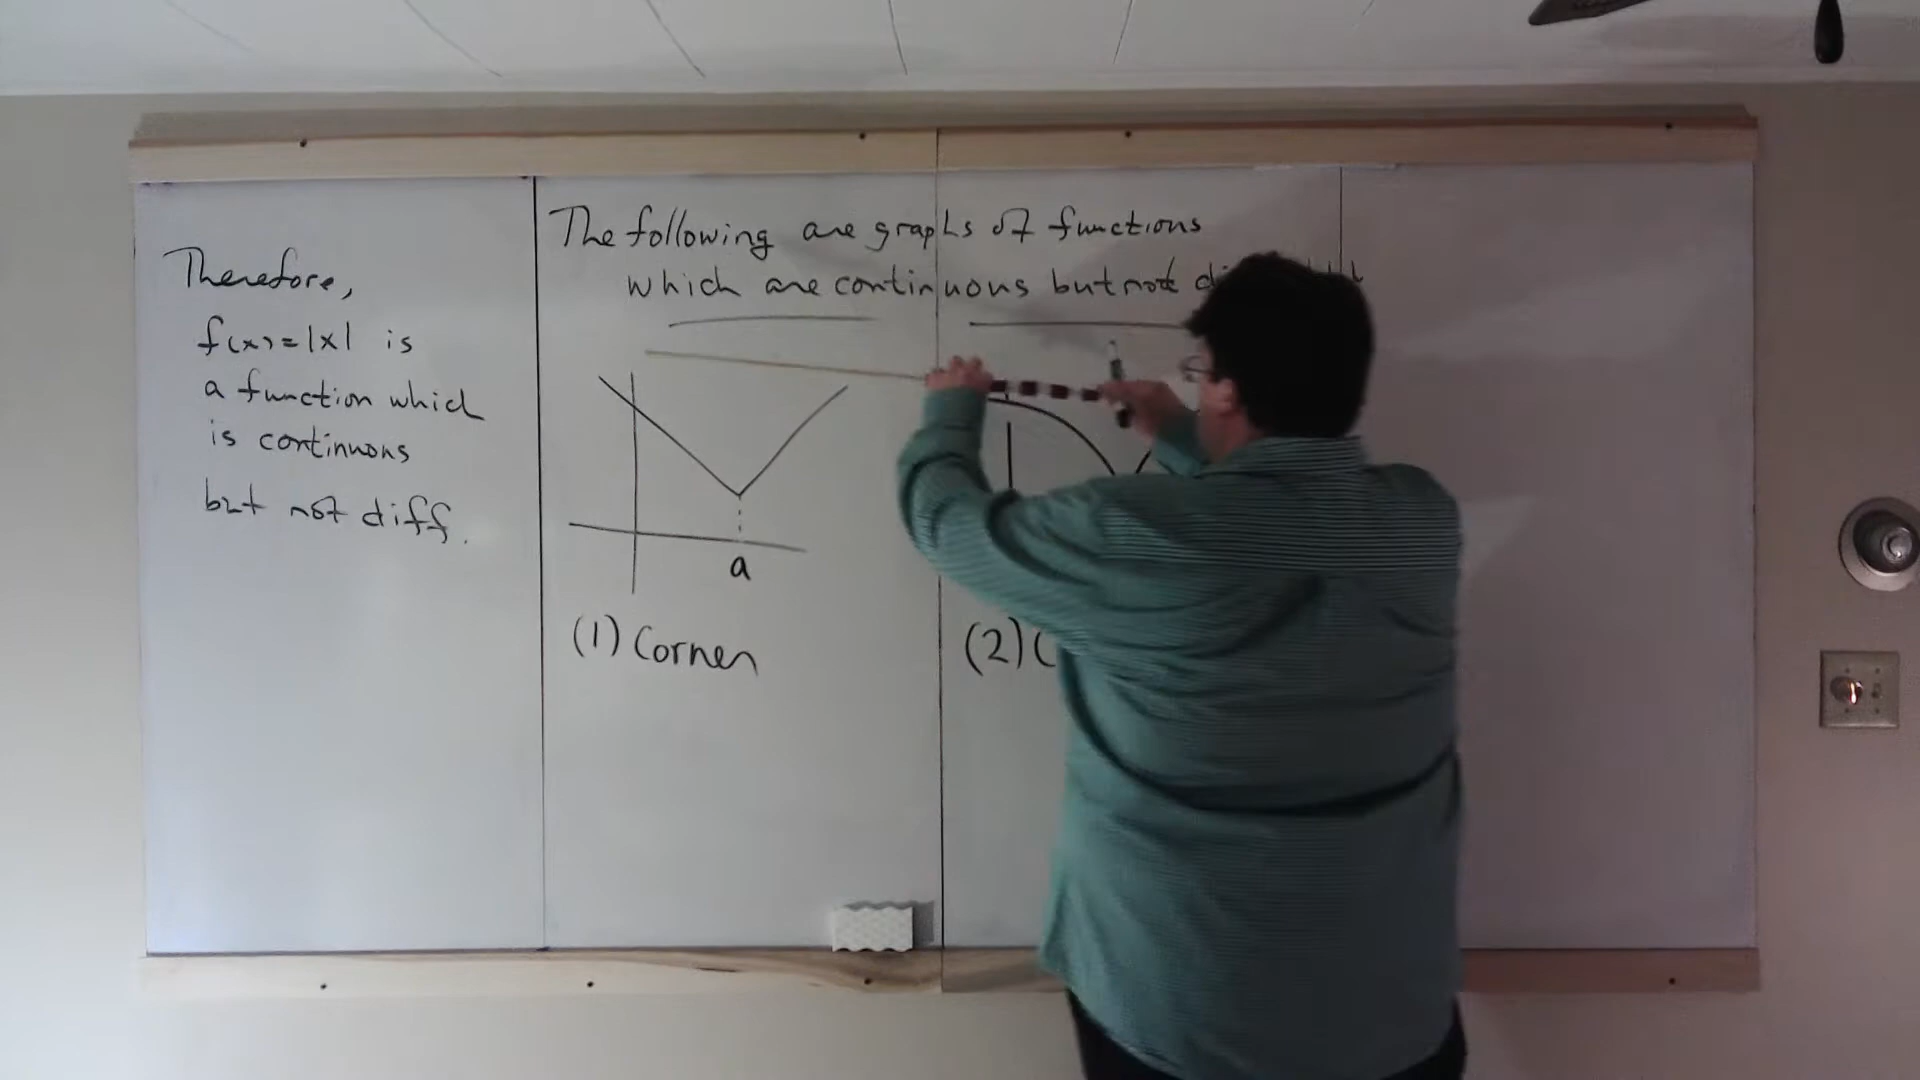 Therefore,
f(x)=|x| is
a function which
is continuous
but not diff.
The following are graphs of functions
which are continuous but not
a
(1) Corner
(2)